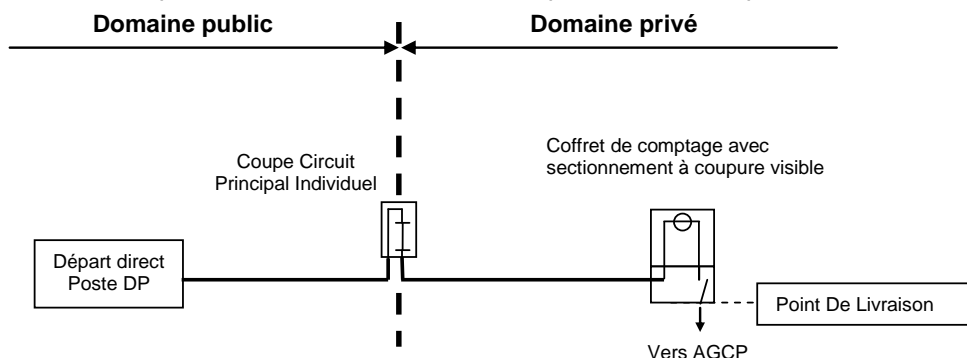 Domaine public
Domaine privé
Coupe Circuit
Principal Individuel
Coffret de comptage avec
sectionnement à coupure visible
Départ direct
Poste DP
Point De Livraison
Vers AGCP